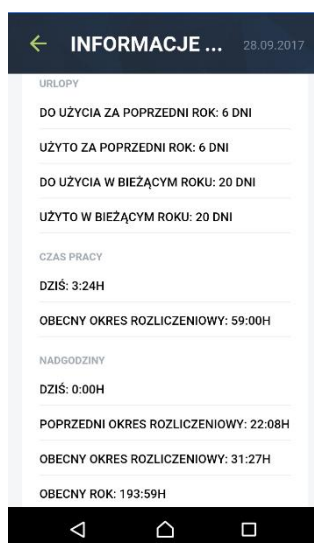 INFORMACJE ... 28.09.2017
URLOPY
DO UŻYCIA ZA POPRZEDNI ROK: 6 DNI
UŻYTO ZA POPRZEDNI ROK: 6 DNI
DO UŻYCIA W BIEŻĄCYM ROKU: 20 DNI
UŻYTO W BIEŻĄCYM ROKU: 20 DNI
CZAS PRACY
DZIŚ: 3:24H
OBECNY OKRES ROZLICZENIOWY: 59:00H
NADGODZINY
DZIŚ: 0:00H
POPRZEDNI OKRES ROZLICZENIOWY: 22:08H
OBECNY OKRES ROZLICZENIOWY: 31:27H
OBECNY ROK: 193:59H